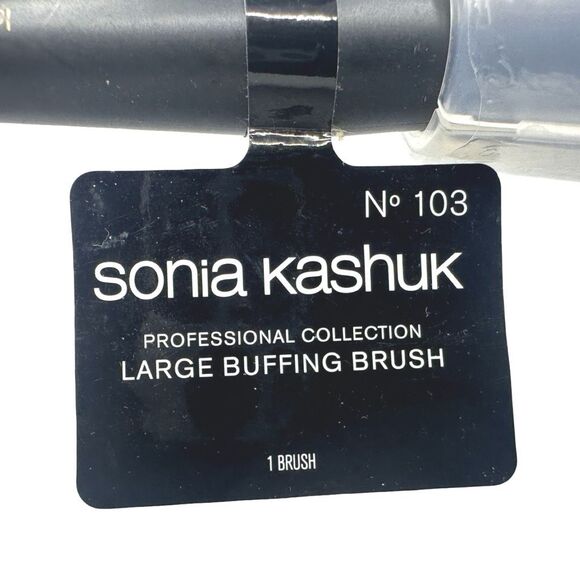 Nº 103
sonia kashuk
PROFESSIONAL COLLECTION
LARGE BUFFING BRUSH
1 BRUSH